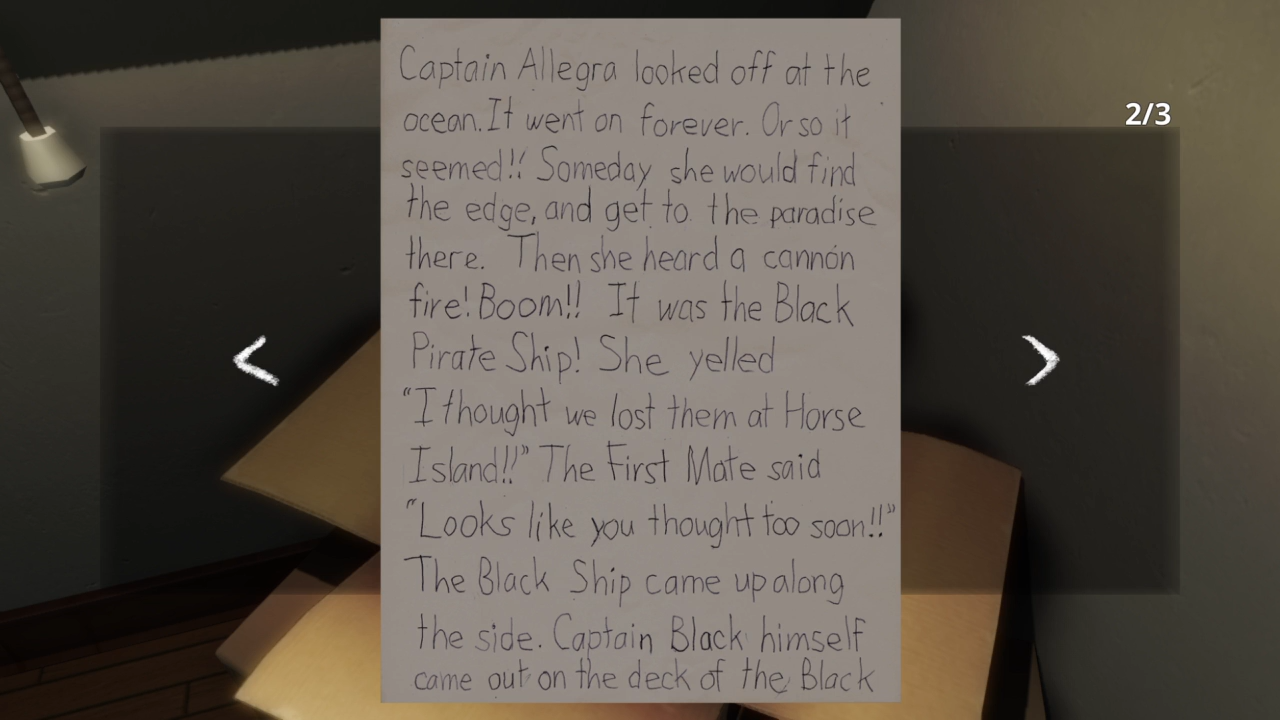 2/3
Captain Allegra looked off at the
ocean. It went on forever. Or so it
seemed!! Someday she would find
the edge, and get to the paradise
there. Then she heard a cannon
fire! Boom!! It was the Black
Pirate Ship! She yelled
"I thought we lost them at Horse
Island!!" The First Mate said
"Looks like you thought too soon!!"
The Black Ship came up along
the side. Captain Black himself
came out on the deck of the Black